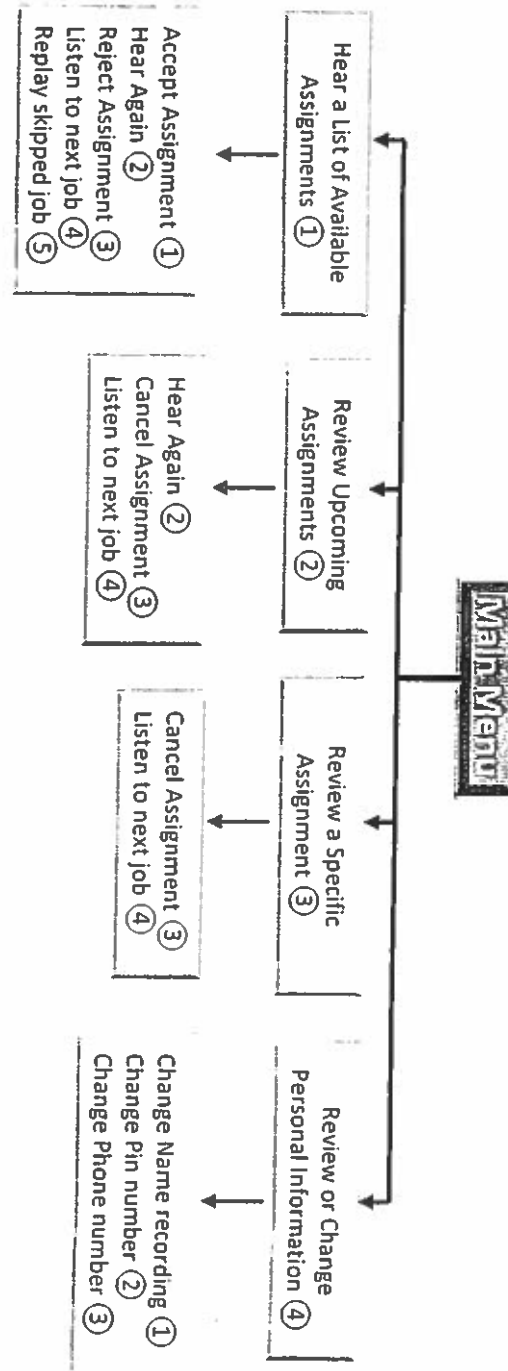 Main Menu
Hear a List of Available
Assignments ①
Accept Assignment ①
Hear Again ②
Reject Assignment ③
Listen to next job ④
Replay skipped job ⑤
Review Upcoming
Assignments ②
Hear Again ②
Cancel Assignment ③
Listen to next job ④
Review a Specific
Assignment ③
Cancel Assignment ③
Listen to next job ④
Review or Change
Personal Information ④
Change Name recording ①
Change Pin number ②
Change Phone number ③